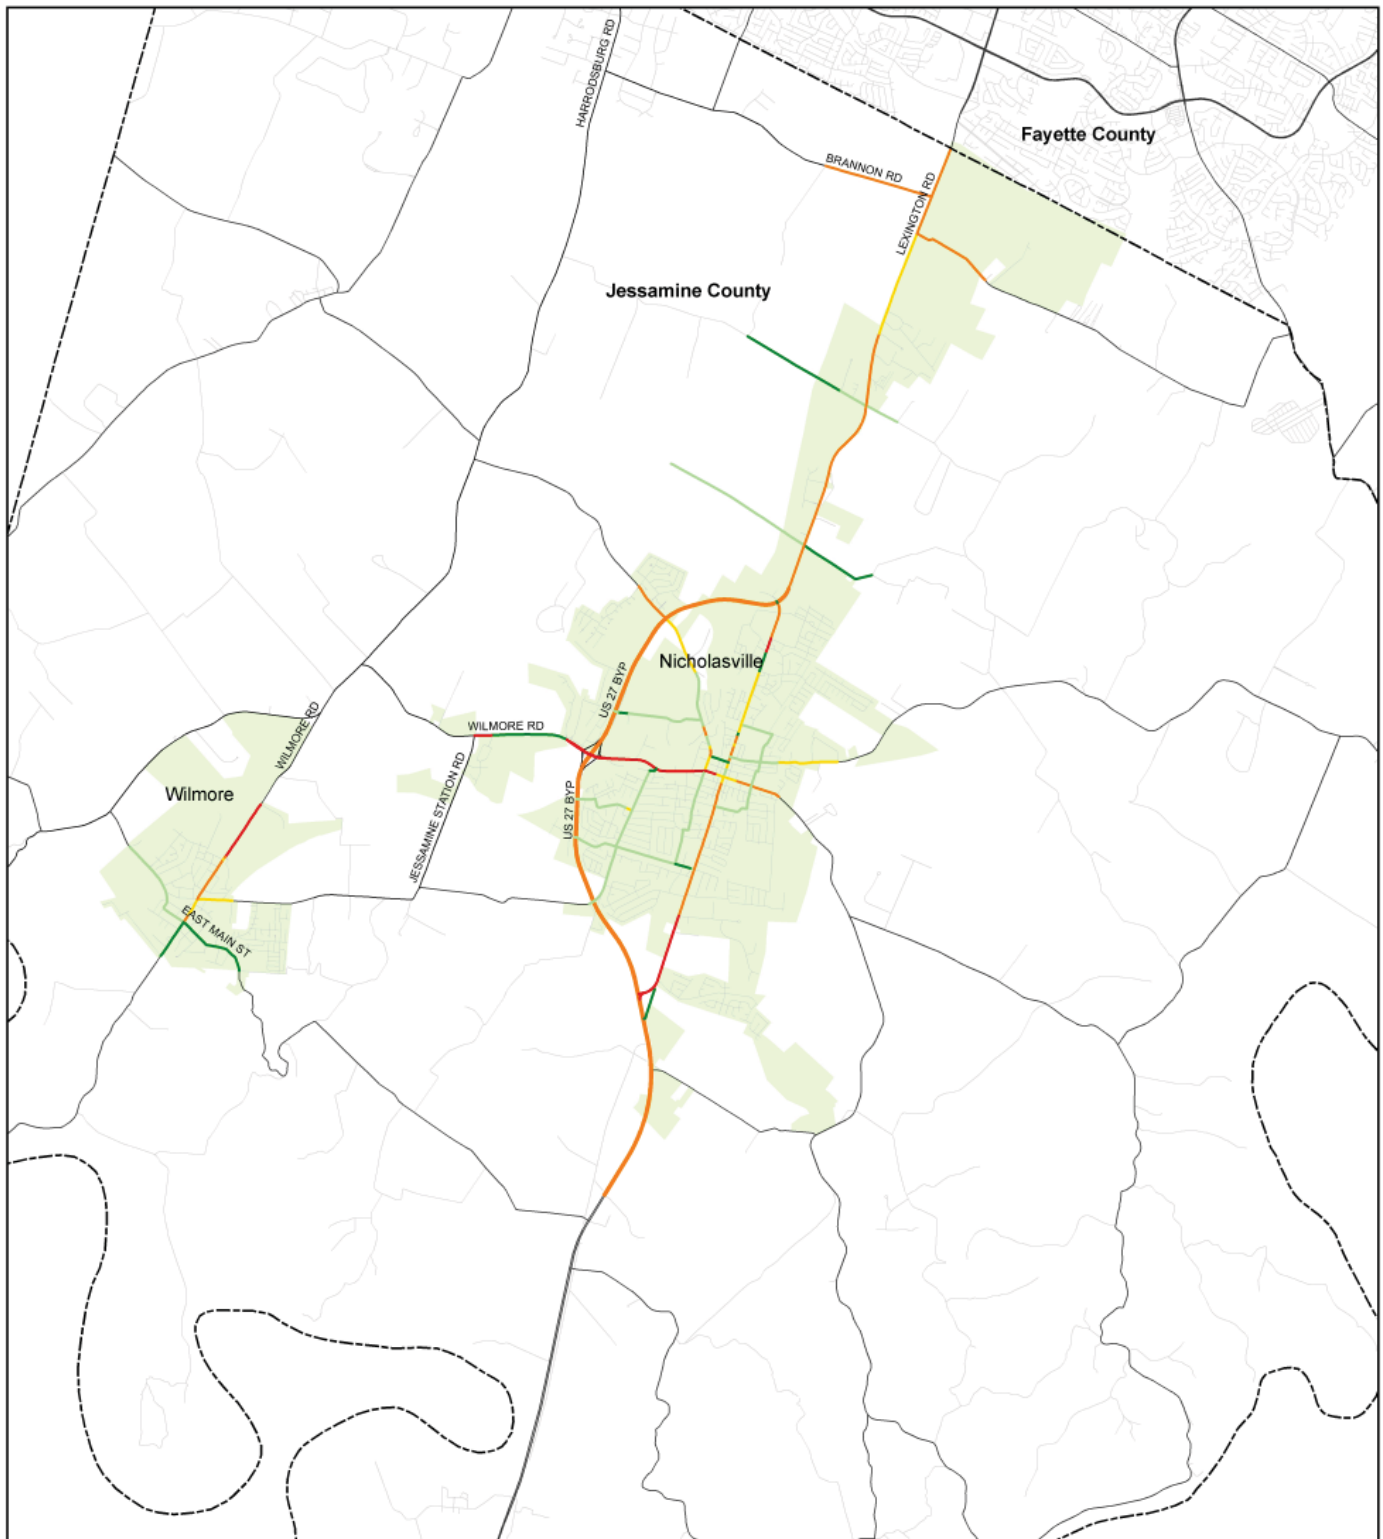 HARRODSBURG RD
Fayette County
BRANNON RD
LEXINGTON RD
Jessamine County
Nicholasville
US 27 BYP
WILMORE RD
WILMORE RD
Wilmore
JESSAMINE STATION RD
US 27 BYP
EAST MAIN ST